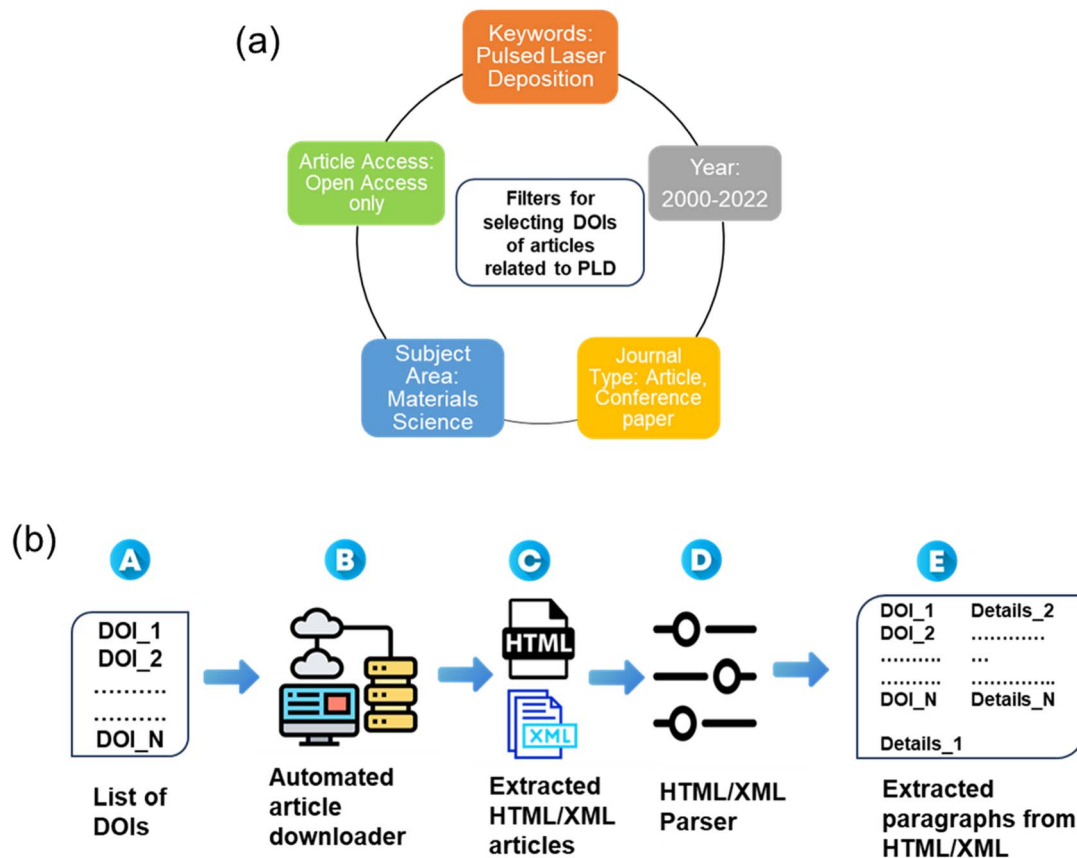 (a)
Keywords:
Pulsed Laser
Deposition
Article Access:
Open Access
only
Year:
2000-2022
Filters for
selecting DOIs
of articles
related to PLD
Subject
Area:
Materials
Science
Journal
Type: Article,
Conference
paper
(b)
A
B
C
D
E
DOI_1
DOI_2
..........
..........
DOI_N
HTML
XML
DOI_1 Details_2
DOI_2 ............
.......... ...
.......... .............
DOI_N Details_N
Details_1
List of
DOIs
Automated
article
downloader
Extracted
HTML/XML
articles
HTML/XML
Parser
Extracted
paragraphs from
HTML/XML